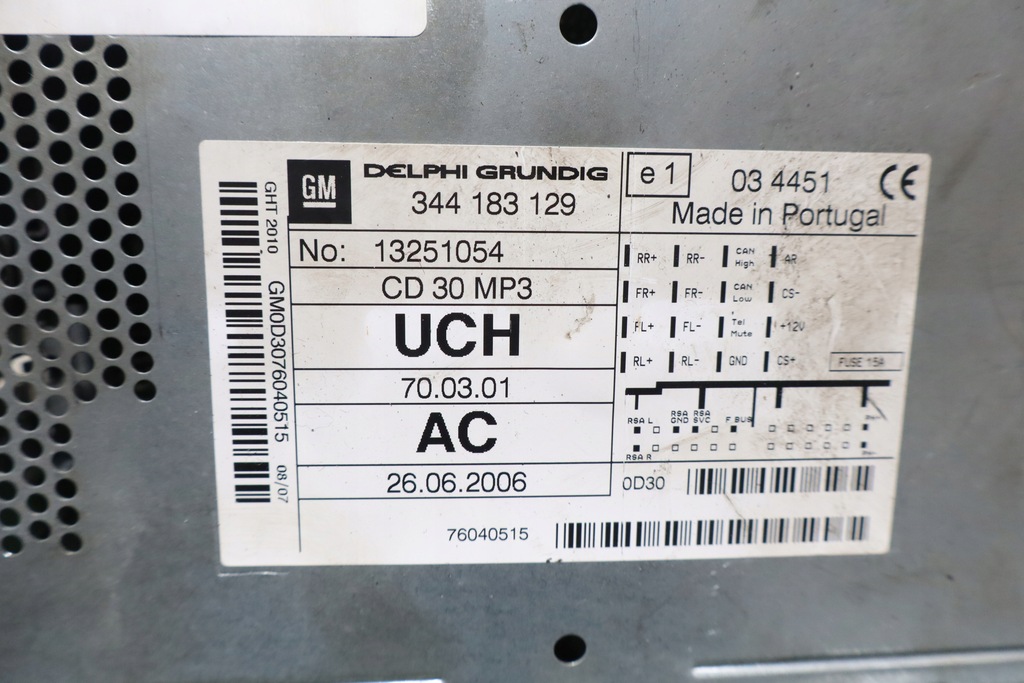 GHT 2010
GM0D3076040515 08/07
GM DELPHI GRUNDIG
344 183 129
No: 13251054
CD 30 MP3
UCH
70.03.01
AC
26.06.2006
76040515
e 1 03 4451 CE
Made in Portugal
RR+ RR- CAN High AR
FR+ FR- CAN Low CS-
FL+ FL- Tel Mute +12V
RL+ RL- GND CS+ FUSE 15A
RSA L RSA GND RSA SVC F.BUS
RSA R
0D30